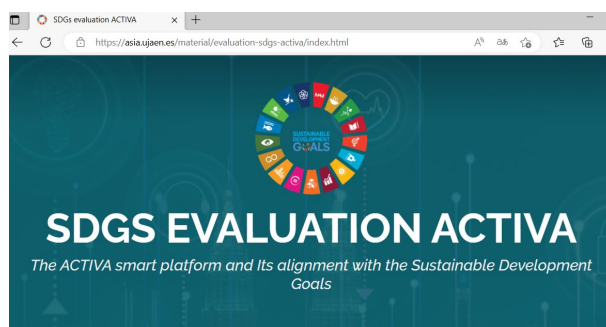 SDGs evaluation ACTIVA
https://asia.ujaen.es/material/evaluation-sdgs-activa/index.html
SUSTAINABLE
DEVELOPMENT
GOALS
SDGS EVALUATION ACTIVA
The ACTIVA smart platform and Its alignment with the Sustainable Development
Goals